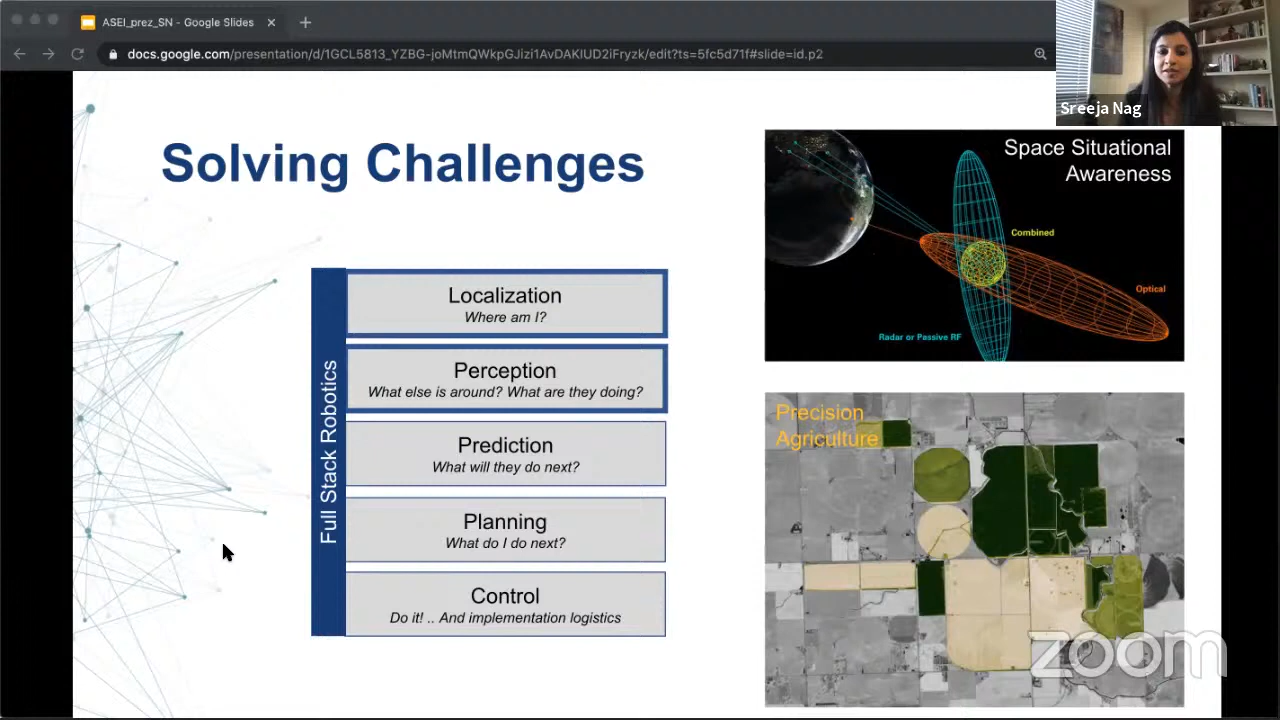 ASEI_prez_SN - Google Slides
docs.google.com/presentation/d/1GCL5813_YZBG-joMtmQWkpGJizi1AvDAKIUD2iFryzk/edit?ts=5fc5d71f#slide=id.p2
Sreeja Nag
Solving Challenges
Full Stack Robotics
Localization
Where am I?
Perception
What else is around? What are they doing?
Prediction
What will they do next?
Planning
What do I do next?
Control
Do it! .. And implementation logistics
Space Situational
Awareness
Combined
Optical
Radar or Passive RF
Precision
Agriculture
zoom